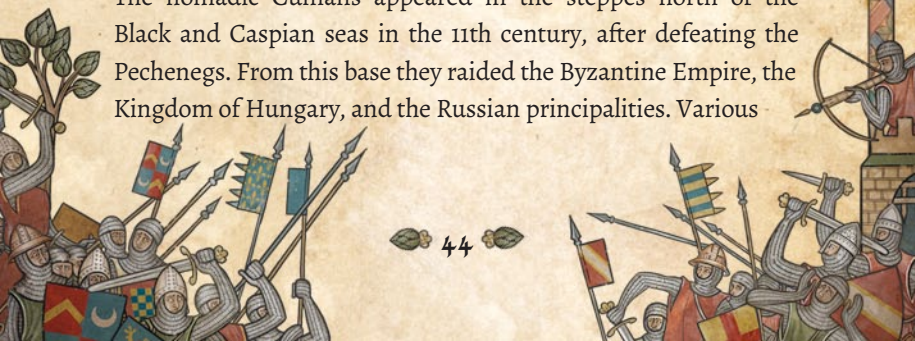 The nomadic Cumans appeared in the steppes north of the
Black and Caspian seas in the 11th century, after defeating the
Pechenegs. From this base they raided the Byzantine Empire, the
Kingdom of Hungary, and the Russian principalities. Various
44